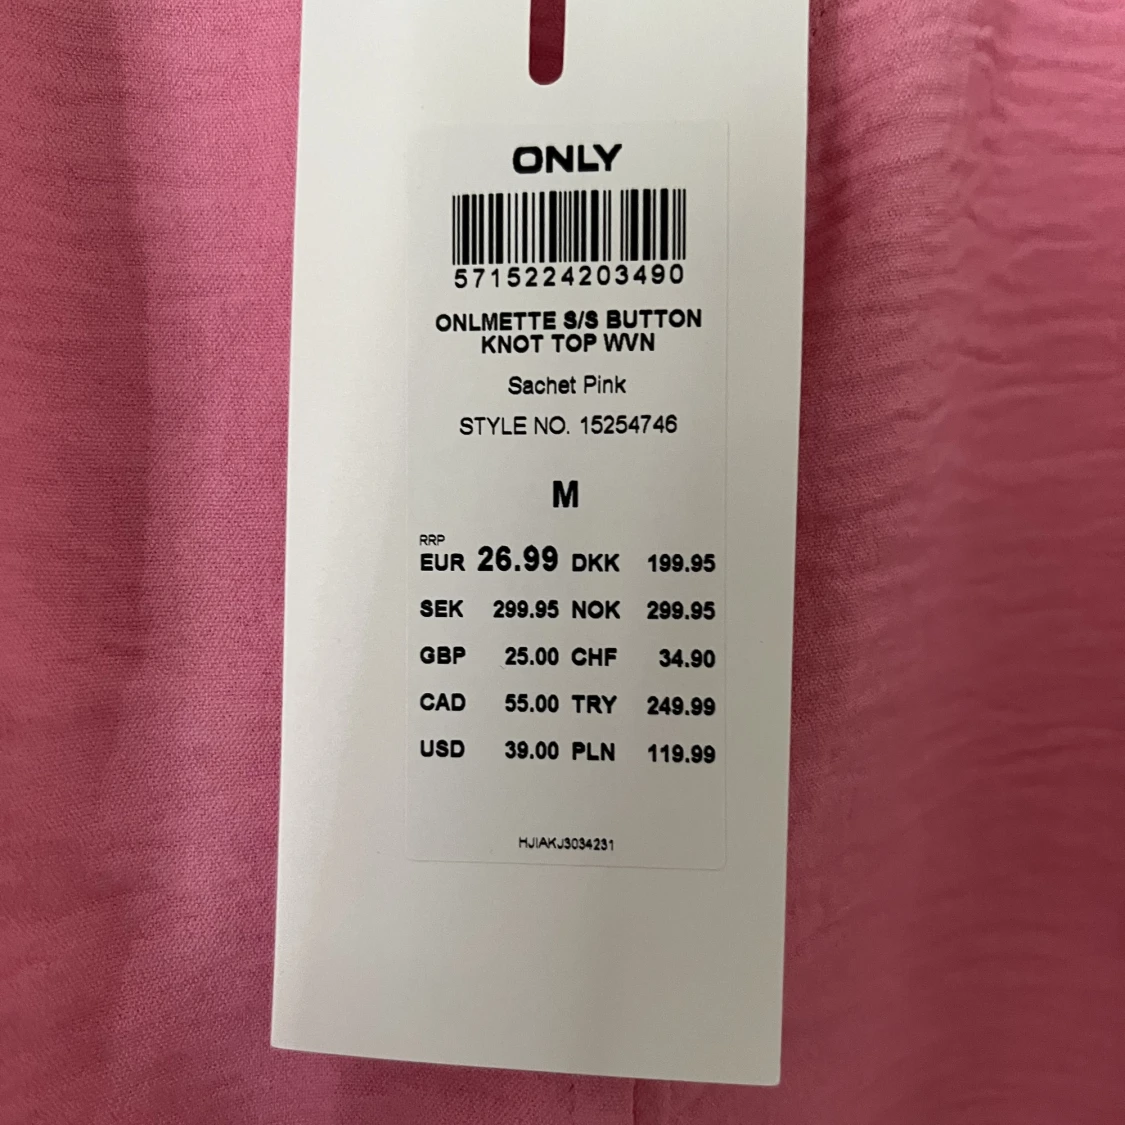 ONLY
5715224203490
ONLMETTE S/S BUTTON
KNOT TOP WVN
Sachet Pink
STYLE NO. 15254746
M
RRP
EUR 26.99 DKK 199.95
SEK 299.95 NOK 299.95
GBP 25.00 CHF 34.90
CAD 55.00 TRY 249.99
USD 39.00 PLN 119.99
HJIAKJ3034231